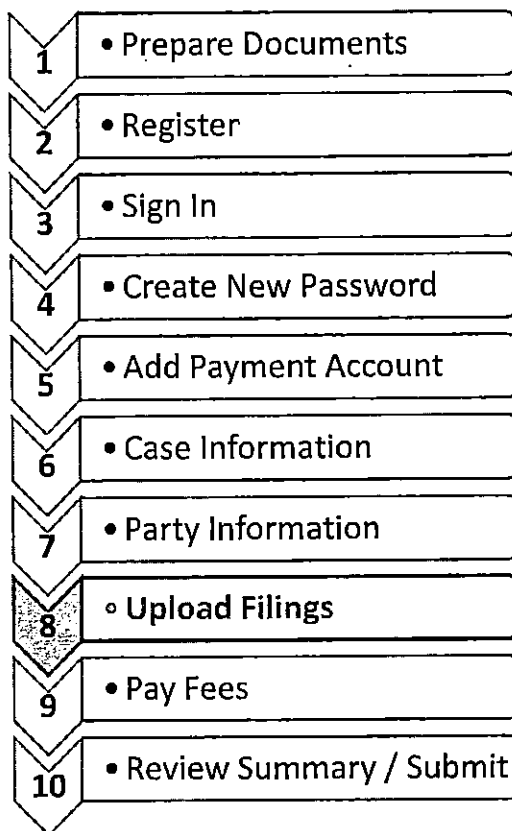 1 • Prepare Documents
2 • Register
3 • Sign In
4 • Create New Password
5 • Add Payment Account
6 • Case Information
7 • Party Information
8 ∘ Upload Filings
9 • Pay Fees
10 • Review Summary / Submit